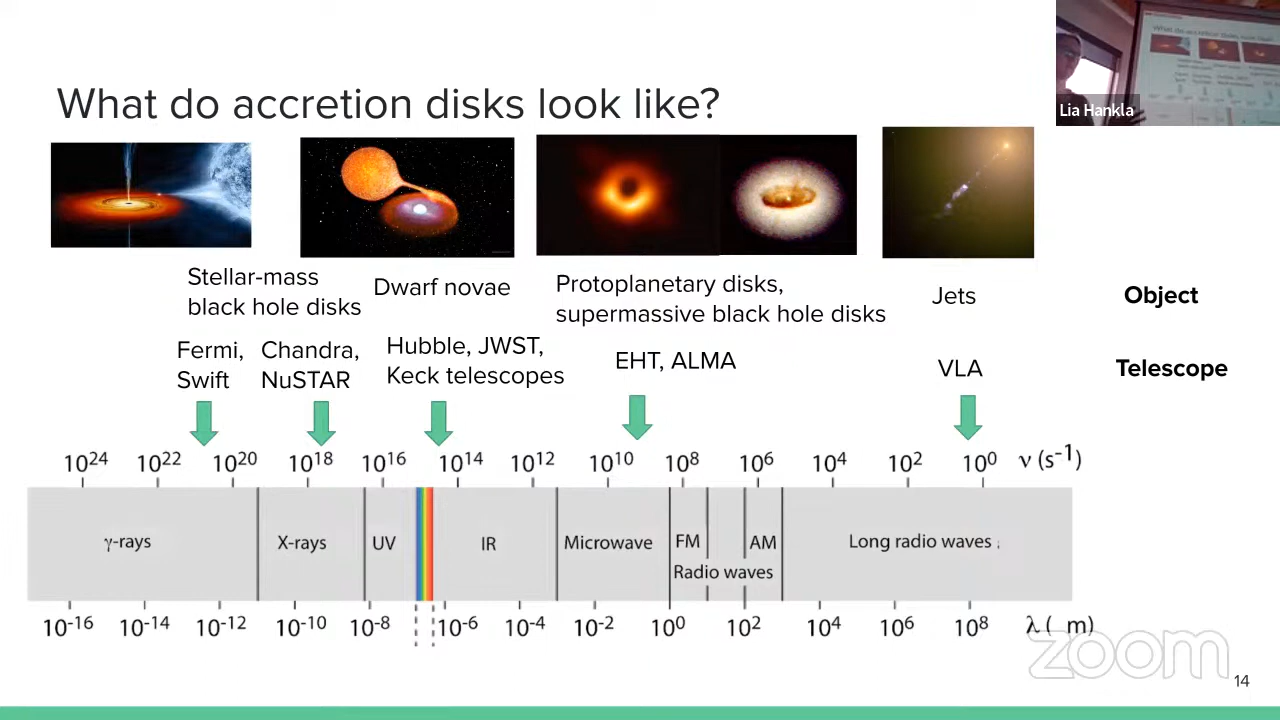 What do accretion disks look like?
Lia Hankla
Stellar-mass
black hole disks
Dwarf novae
Protoplanetary disks,
supermassive black hole disks
Jets
Object
Fermi,
Swift
Chandra,
NuSTAR
Hubble, JWST,
Keck telescopes
EHT, ALMA
VLA
Telescope
10²⁴ 10²² 10²⁰ 10¹⁸ 10¹⁶ 10¹⁴ 10¹² 10¹⁰ 10⁸ 10⁶ 10⁴ 10² 10⁰ ν (s⁻¹)
γ-rays X-rays UV IR Microwave FM AM Long radio waves
Radio waves
10⁻¹⁶ 10⁻¹⁴ 10⁻¹² 10⁻¹⁰ 10⁻⁸ 10⁻⁶ 10⁻⁴ 10⁻² 10⁰ 10² 10⁴ 10⁶ 10⁸ λ ( m)
zoom
14